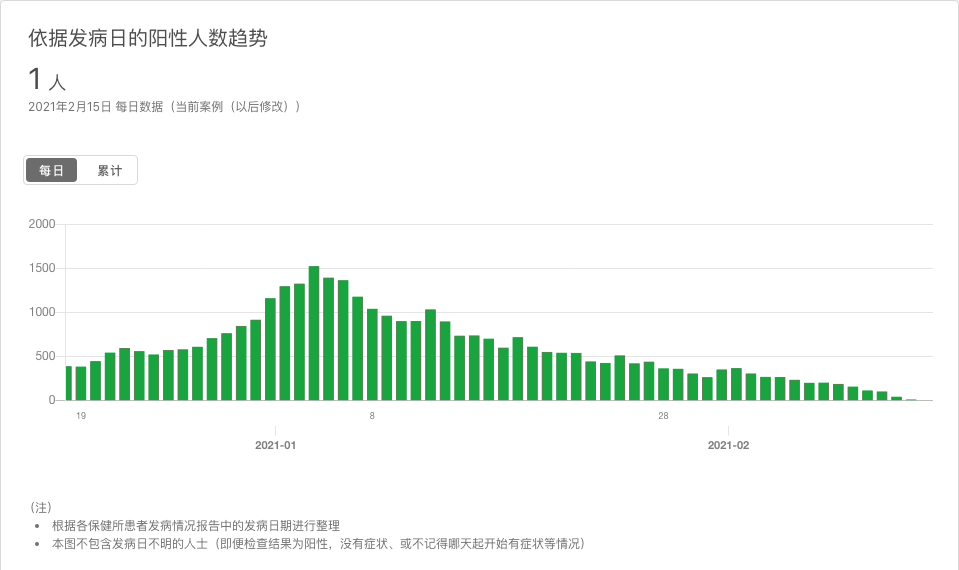 依据发病日的阳性人数趋势
1 人
2021年2月15日 每日数据（当前案例（以后修改））
每日 累计
2000
1500
1000
500
0
19 8 28
2021-01 2021-02
（注）
• 根据各保健所患者发病情况报告中的发病日期进行整理
• 本图不包含发病日不明的人士（即便检查结果为阳性，没有症状、或不记得哪天起开始有症状等情况）